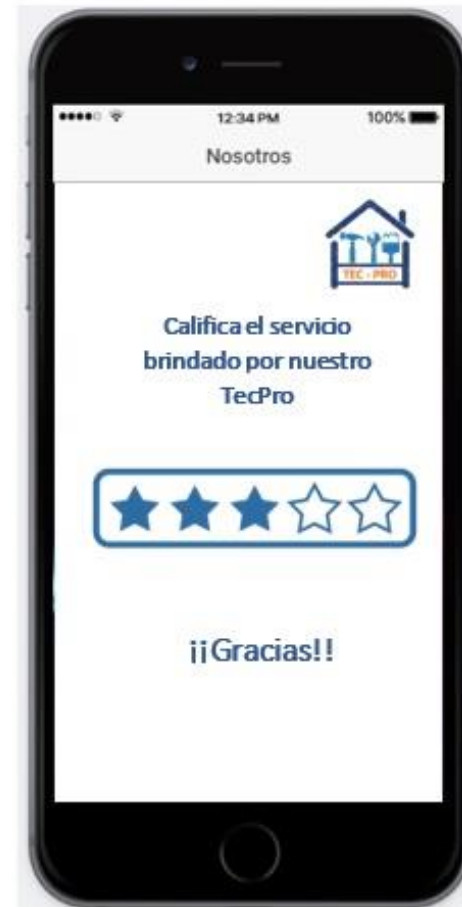 12:34 PM
100%
Nosotros
TEC - PRO
Califica el servicio
brindado por nuestro
TecPro
¡¡Gracias!!